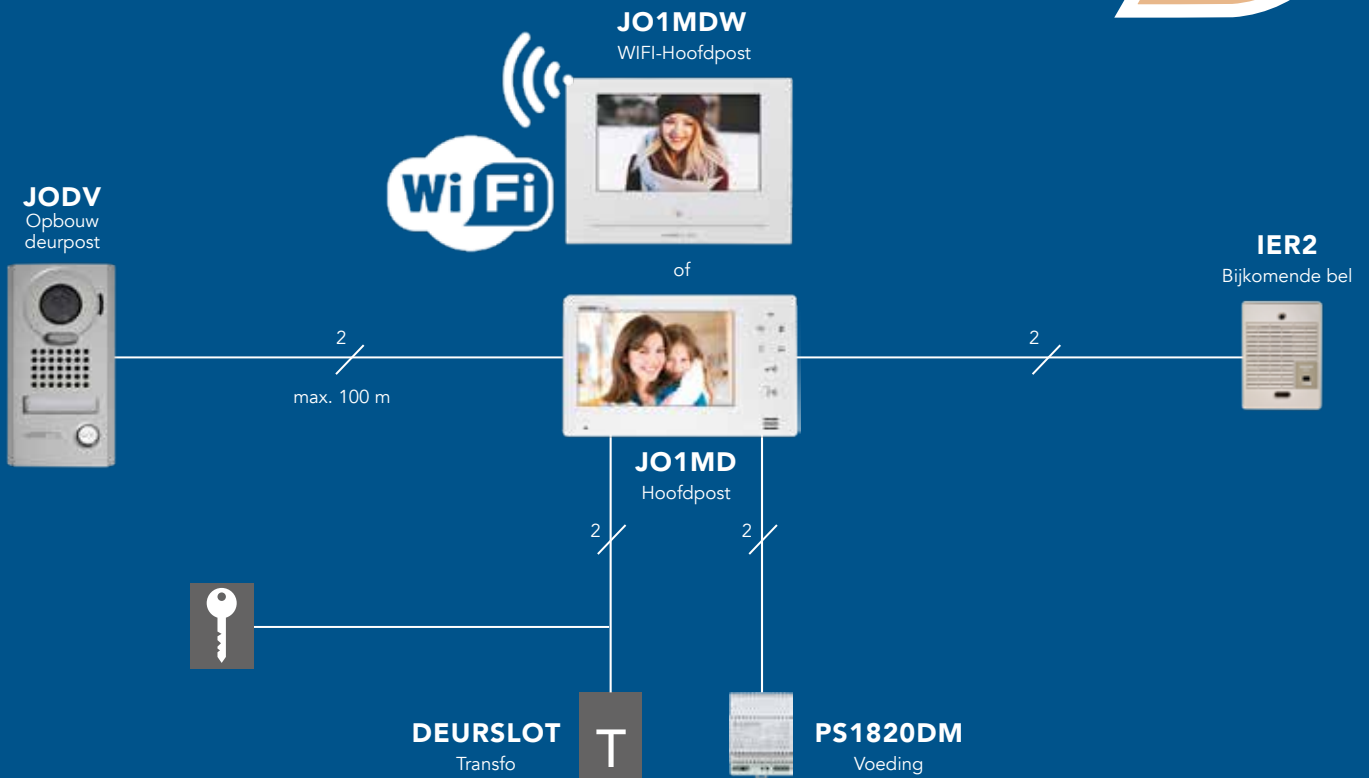 JO1MDW
WIFI-Hoofdpost
WiFi
JODV
Opbouw
deurpost
of
IER2
Bijkomende bel
2
max. 100 m
2
JO1MD
Hoofdpost
2
2
DEURSLOT
Transfo
T
PS1820DM
Voeding